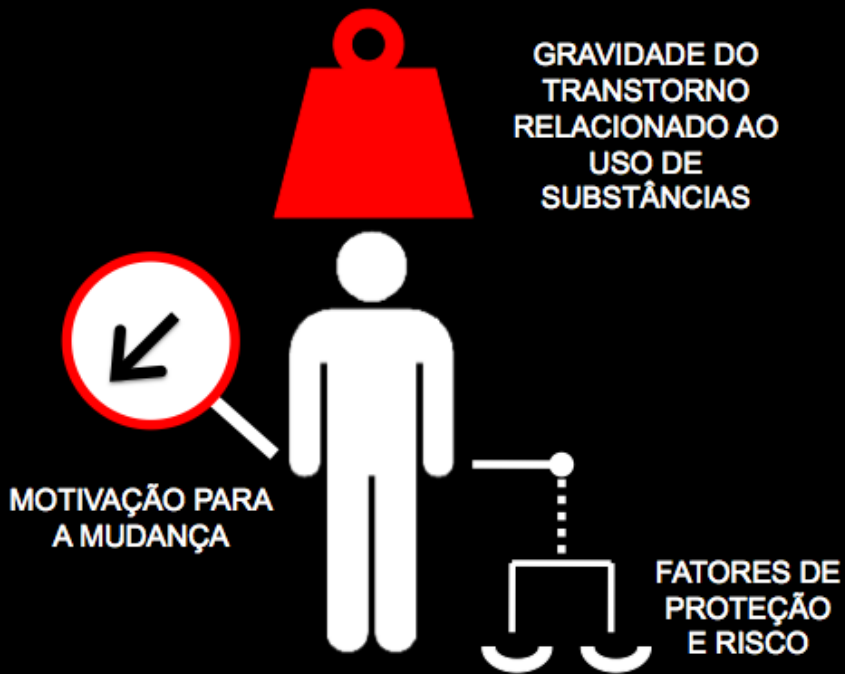 GRAVIDADE DO
TRANSTORNO
RELACIONADO AO
USO DE
SUBSTÂNCIAS
MOTIVAÇÃO PARA
A MUDANÇA
FATORES DE
PROTEÇÃO
E RISCO